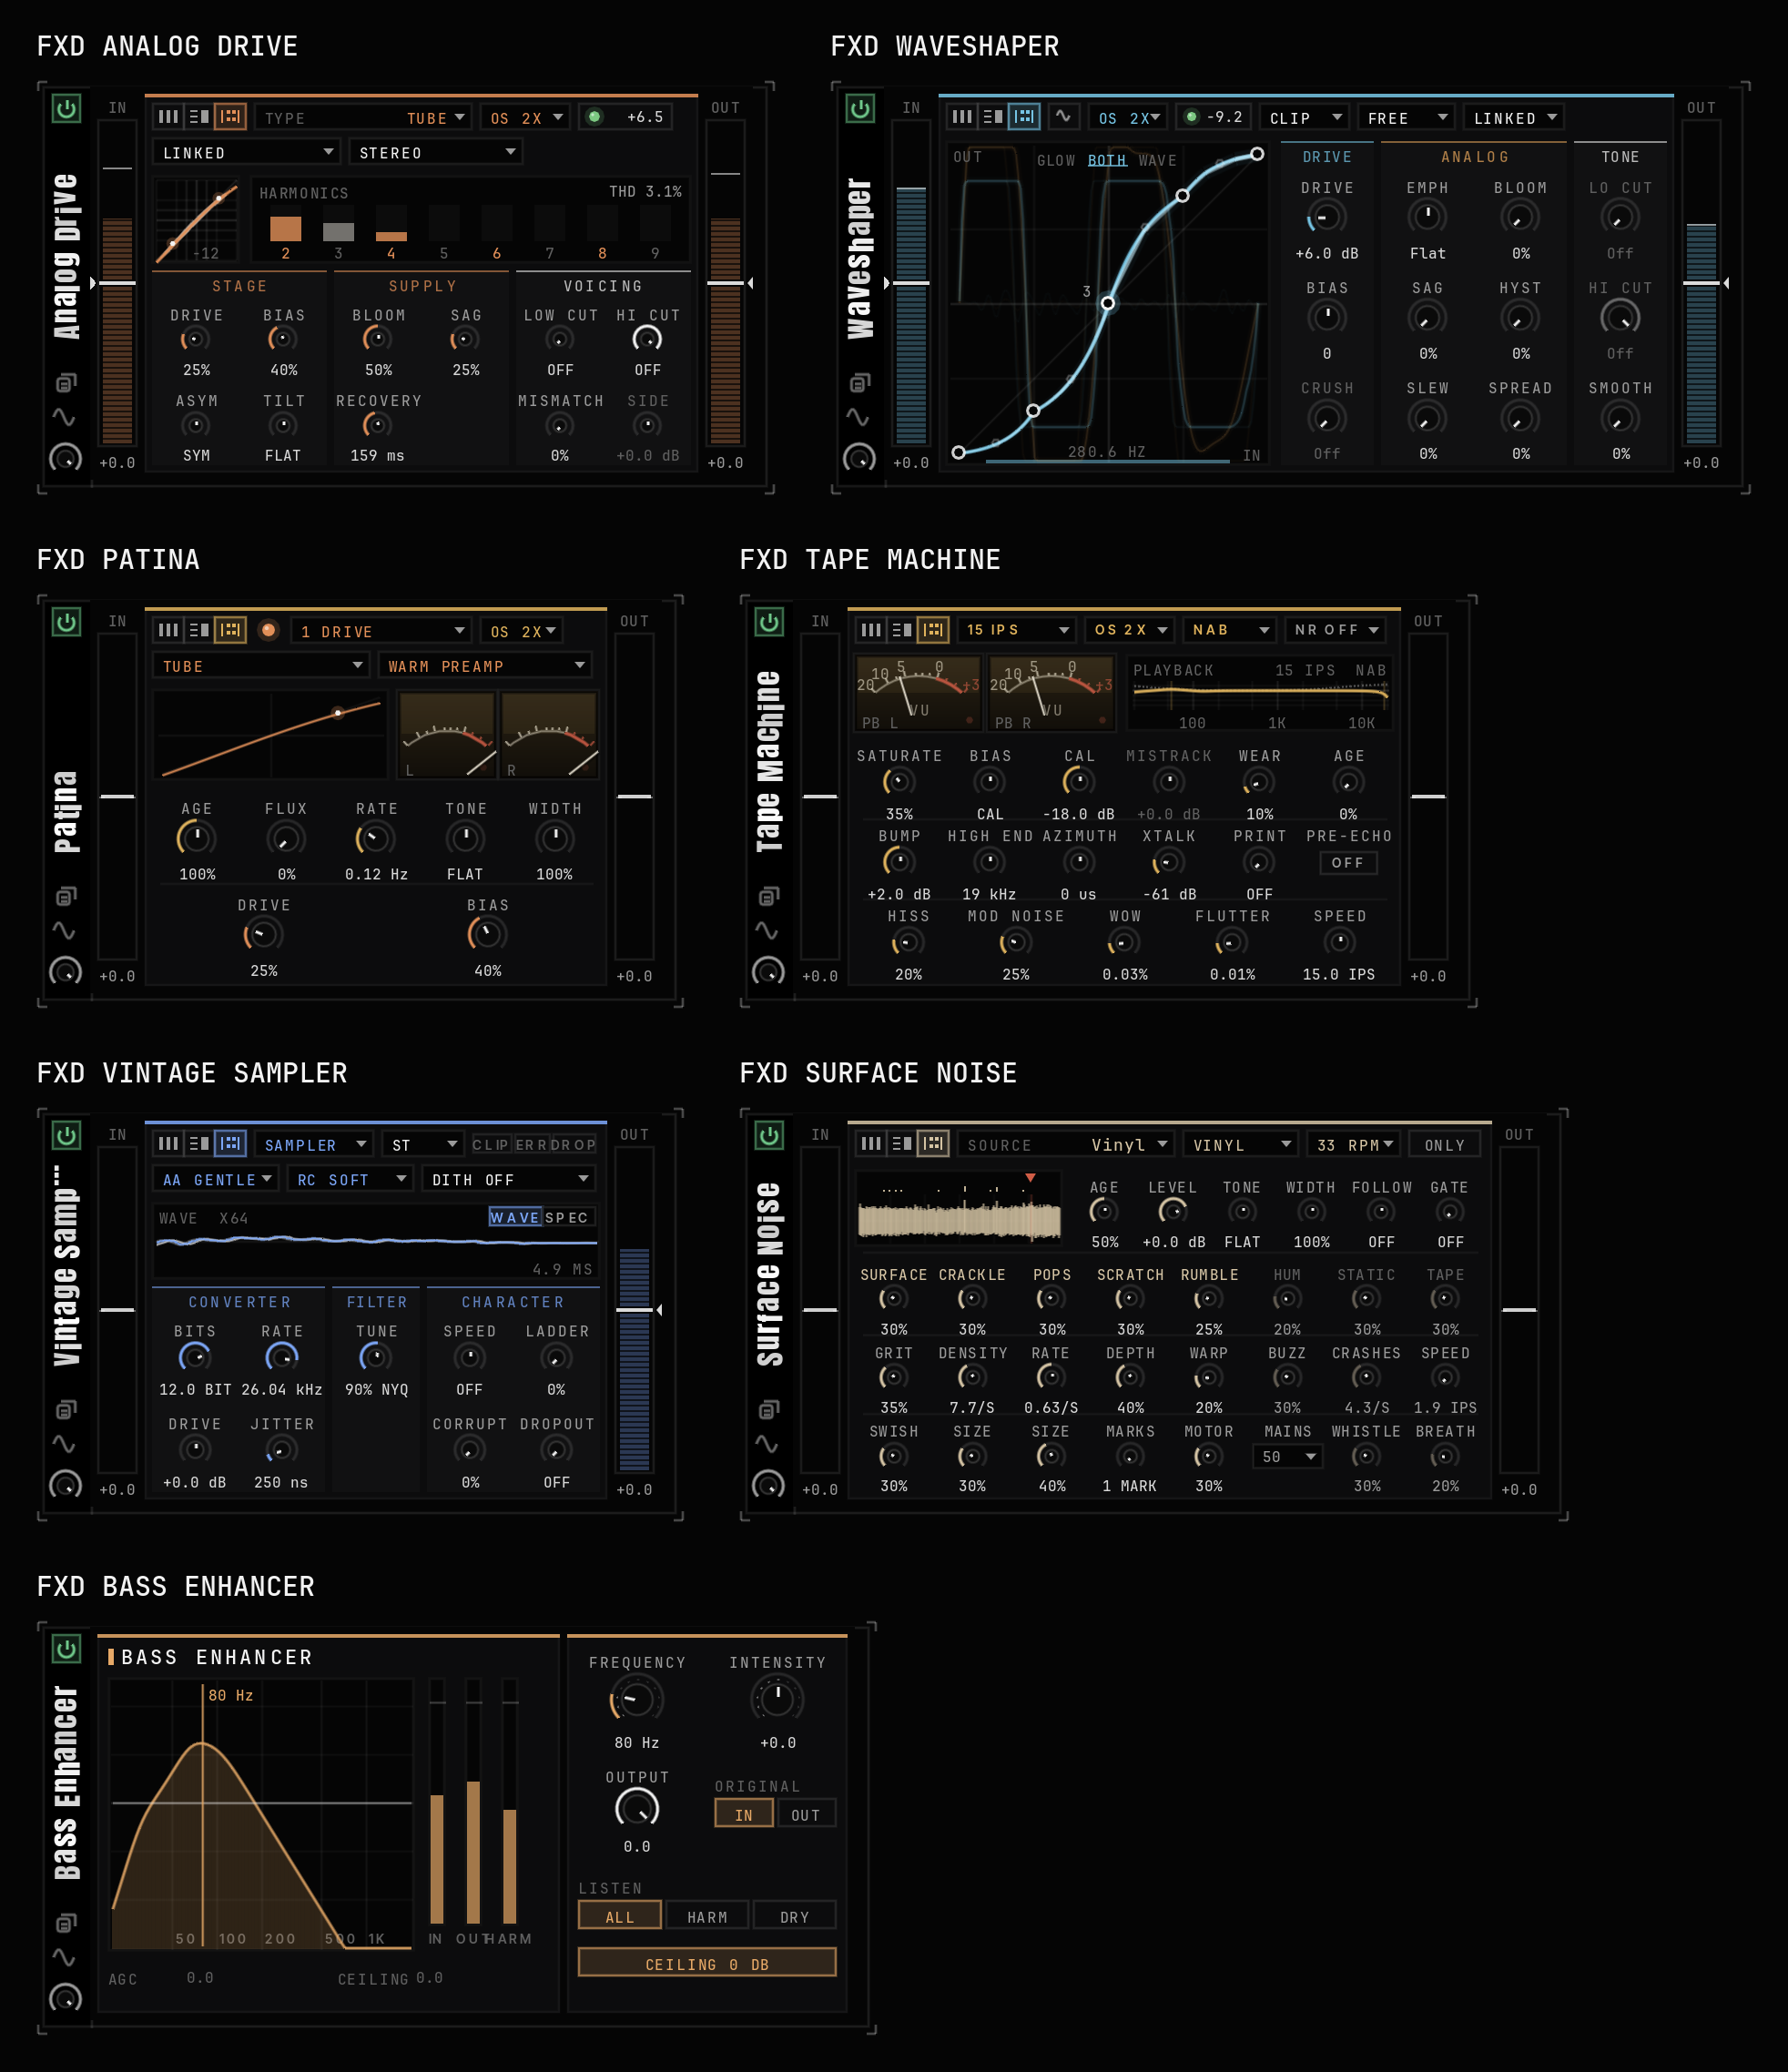 FXD ANALOG DRIVE
IN
TYPE TUBE OS 2X +6.5
OUT
LINKED STEREO
HARMONICS THD 3.1%
-12 2 3 4 5 6 7 8 9
STAGE SUPPLY VOICING
DRIVE BIAS BLOOM SAG LOW CUT HI CUT
25% 40% 50% 25% OFF OFF
ASYM TILT RECOVERY MISMATCH SIDE
SYM FLAT 159 ms 0% +0.0 dB
+0.0 +0.0
Analog Drive
FXD WAVESHAPER
IN
OS 2X -9.2 CLIP FREE LINKED
OUT
OUT GLOW BOTH WAVE
DRIVE ANALOG TONE
DRIVE EMPH BLOOM LO CUT
+6.0 dB Flat 0% Off
3
BIAS SAG HYST HI CUT
0 0% 0% Off
CRUSH SLEW SPREAD SMOOTH
Off 0% 0% 0%
280.6 HZ IN
+0.0 +0.0
Waveshaper
FXD PATINA
IN
1 DRIVE OS 2X
OUT
TUBE WARM PREAMP
L R
AGE FLUX RATE TONE WIDTH
100% 0% 0.12 Hz FLAT 100%
DRIVE BIAS
25% 40%
+0.0 +0.0
Patina
FXD TAPE MACHINE
IN
15 IPS OS 2X NAB NR OFF
OUT
20 10 5 0 +3
VU
PB L
20 10 5 0 +3
VU
PB R
PLAYBACK 15 IPS NAB
100 1K 10K
SATURATE BIAS CAL MISTRACK WEAR AGE
35% CAL -18.0 dB +0.0 dB 10% 0%
BUMP HIGH END AZIMUTH XTALK PRINT PRE-ECHO
OFF
+2.0 dB 19 kHz 0 us -61 dB OFF
HISS MOD NOISE WOW FLUTTER SPEED
20% 25% 0.03% 0.01% 15.0 IPS
+0.0 +0.0
Tape Machine
FXD VINTAGE SAMPLER
IN
SAMPLER ST CLIP ERR DROP
OUT
AA GENTLE RC SOFT DITH OFF
WAVE X64 WAVE SPEC
4.9 MS
CONVERTER FILTER CHARACTER
BITS RATE TUNE SPEED LADDER
12.0 BIT 26.04 kHz 90% NYQ OFF 0%
DRIVE JITTER CORRUPT DROPOUT
+0.0 dB 250 ns 0% OFF
+0.0 +0.0
Vintage Samp...
FXD SURFACE NOISE
IN
SOURCE Vinyl VINYL 33 RPM ONLY
OUT
AGE LEVEL TONE WIDTH FOLLOW GATE
50% +0.0 dB FLAT 100% OFF OFF
SURFACE CRACKLE POPS SCRATCH RUMBLE HUM STATIC TAPE
30% 30% 30% 30% 25% 20% 30% 30%
GRIT DENSITY RATE DEPTH WARP BUZZ CRASHES SPEED
35% 7.7/S 0.63/S 40% 20% 30% 4.3/S 1.9 IPS
SWISH SIZE SIZE MARKS MOTOR MAINS WHISTLE BREATH
50
30% 30% 40% 1 MARK 30% 30% 20%
+0.0 +0.0
Surface Noise
FXD BASS ENHANCER
BASS ENHANCER
80 Hz
50 100 200 500 1K
IN OUT HARM
AGC 0.0 CEILING 0.0
FREQUENCY INTENSITY
80 Hz +0.0
OUTPUT ORIGINAL
IN OUT
0.0
LISTEN
ALL HARM DRY
CEILING 0 DB
Bass Enhancer